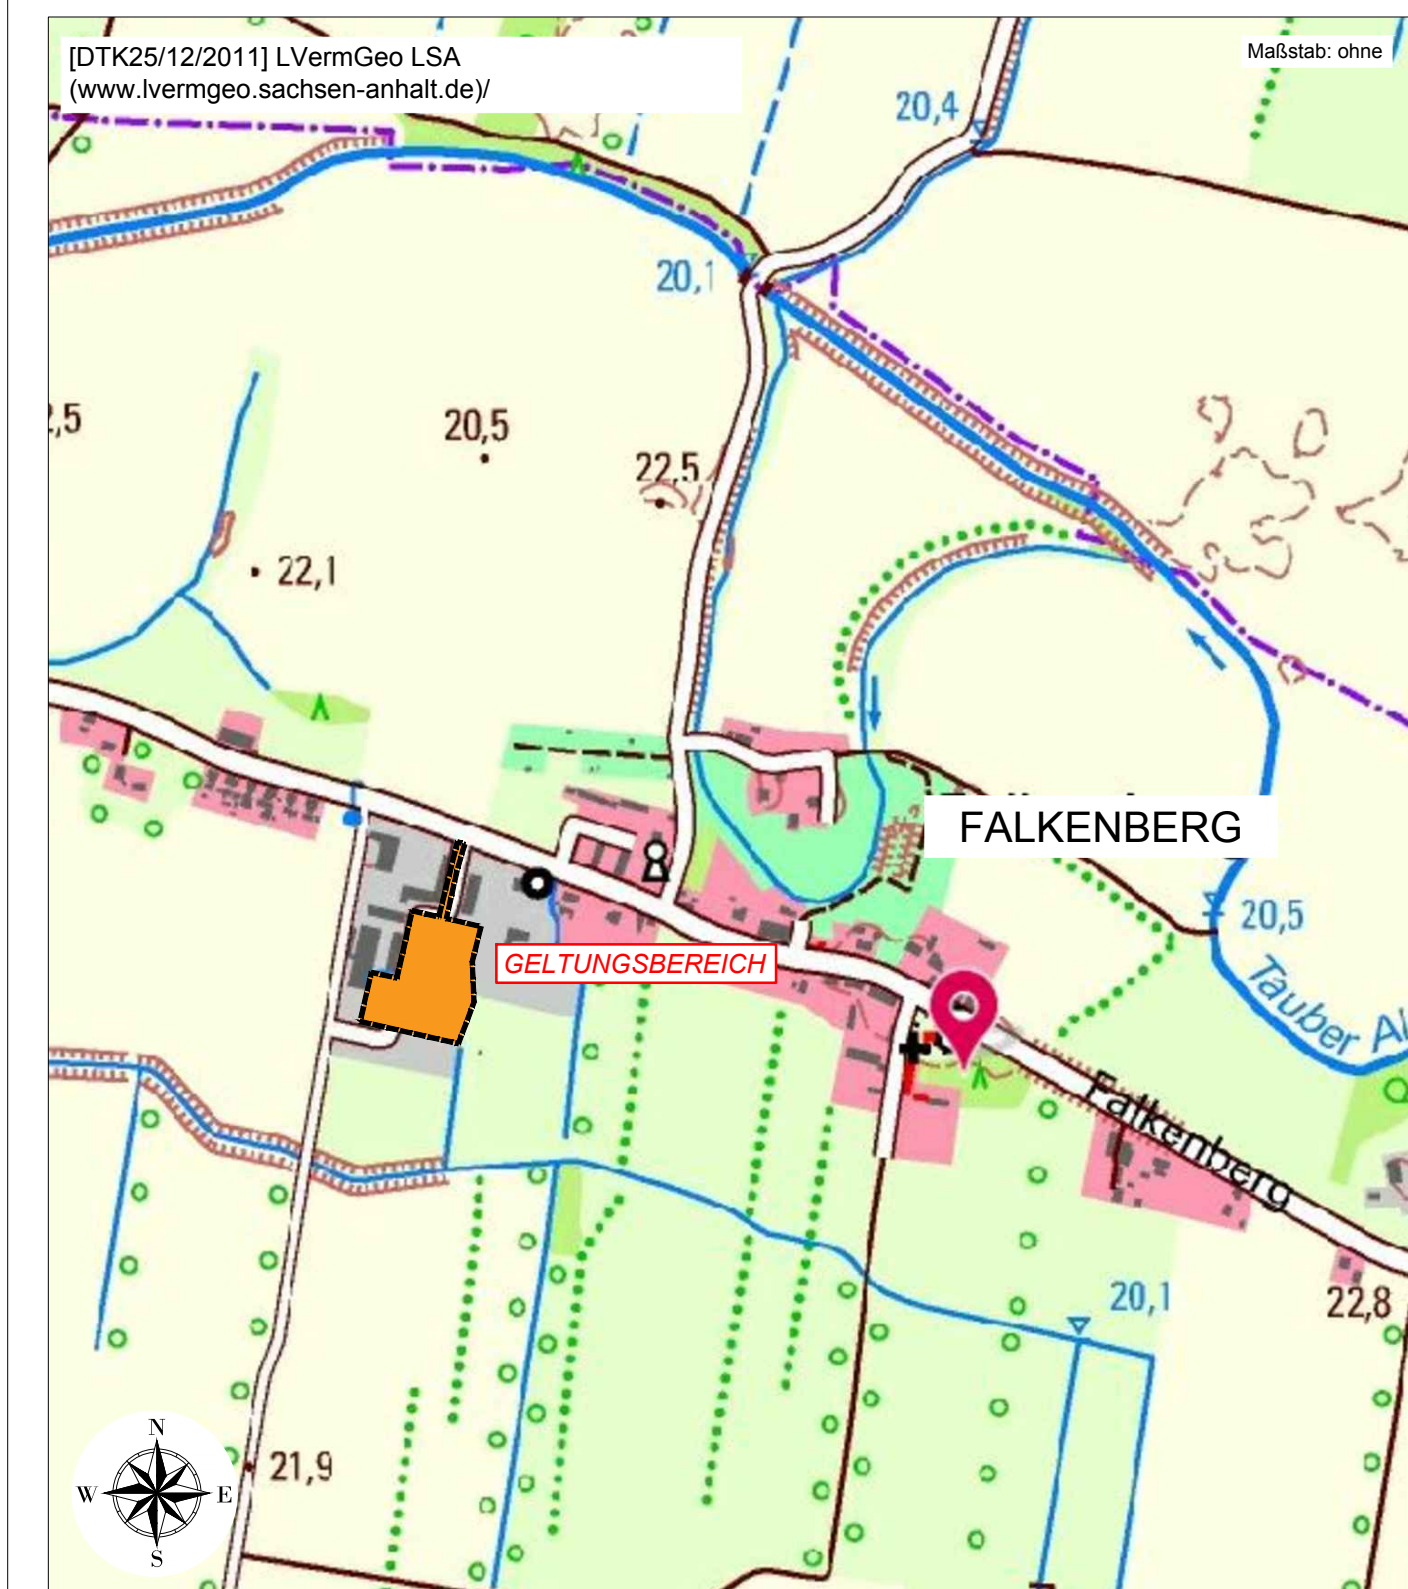 [DTK25/12/2011] LVermGeo LSA
(www.lvermgeo.sachsen-anhalt.de)/
Maßstab: ohne
20,4
20,1
2,5
20,5
22,5
22,1
FALKENBERG
20,5
GELTUNGSBEREICH
Tauber Al
Falkenberg
20,1
22,8
N
W E
S
21,9